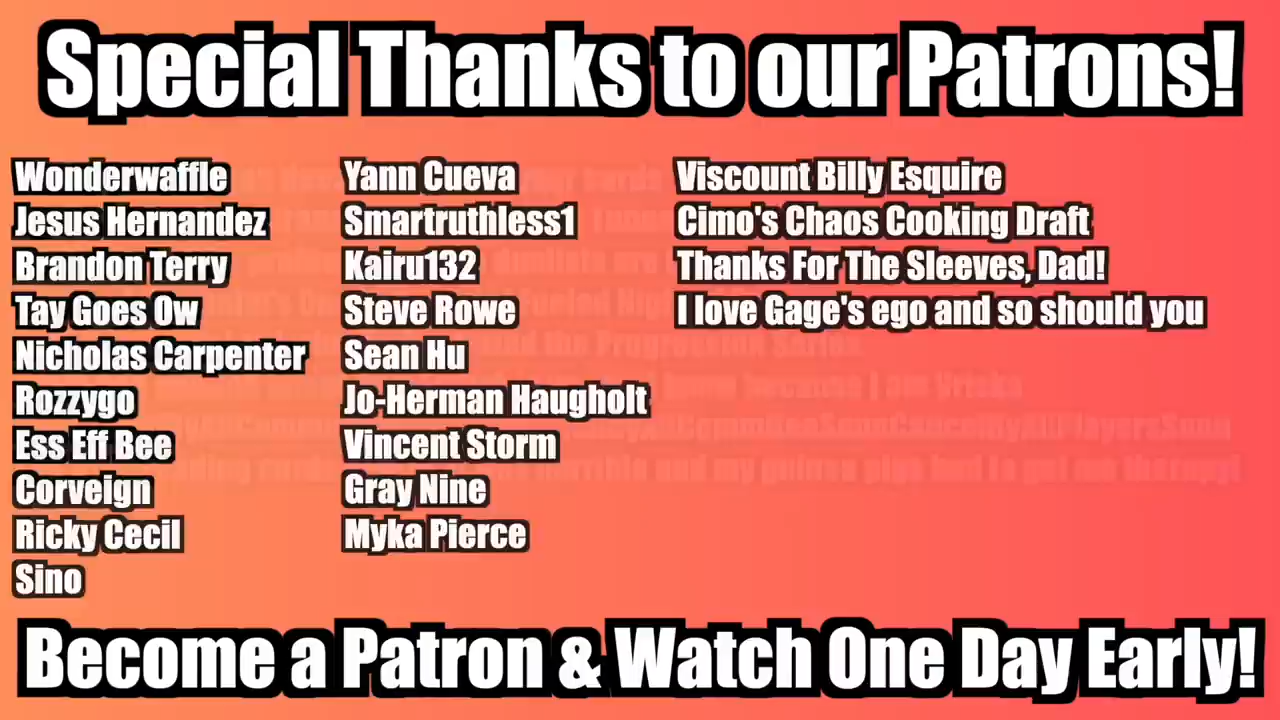 Special Thanks to our Patrons!
Wonderwaffle
Jesus Hernandez
Brandon Terry
Tay Goes Ow
Nicholas Carpenter
Rozzygo
Ess Eff Bee
Corveign
Ricky Cecil
Sino
Yann Cueva
Smartruthless1
Kairu132
Steve Rowe
Sean Hu
Jo-Herman Haugholt
Vincent Storm
Gray Nine
Myka Pierce
Viscount Billy Esquire
Cimo's Chaos Cooking Draft
Thanks For The Sleeves, Dad!
I love Gage's ego and so should you
Become a Patron & Watch One Day Early!